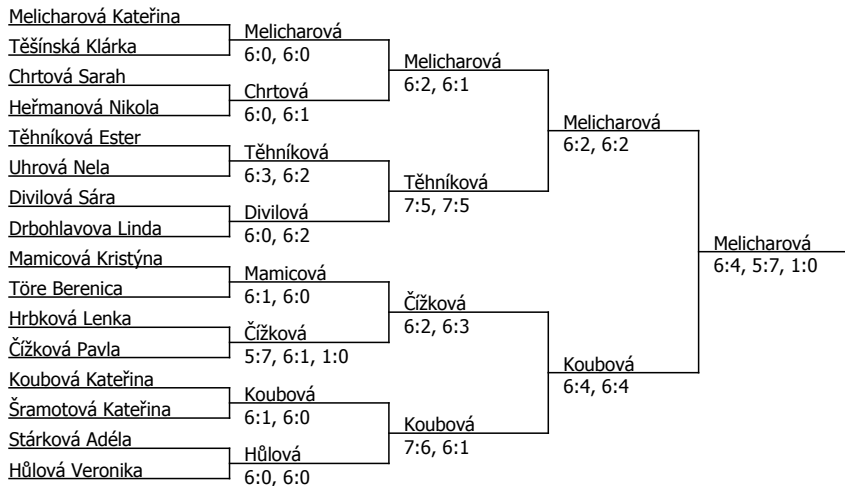 Melicharová Kateřina
Těšínská Klárka
Chrtová Sarah
Heřmanová Nikola
Těhníková Ester
Uhrová Nela
Divilová Sára
Drbohlavova Linda
Mamicová Kristýna
Töre Berenica
Hrbková Lenka
Čížková Pavla
Koubová Kateřina
Šramotová Kateřina
Stárková Adéla
Hůlová Veronika
Melicharová
6:0, 6:0
Chrtová
6:0, 6:1
Těhníková
6:3, 6:2
Divilová
6:0, 6:2
Mamicová
6:1, 6:0
Čížková
5:7, 6:1, 1:0
Koubová
6:1, 6:0
Hůlová
6:0, 6:0
Melicharová
6:2, 6:1
Těhníková
7:5, 7:5
Čížková
6:2, 6:3
Koubová
7:6, 6:1
Melicharová
6:2, 6:2
Koubová
6:4, 6:4
Melicharová
6:4, 5:7, 1:0